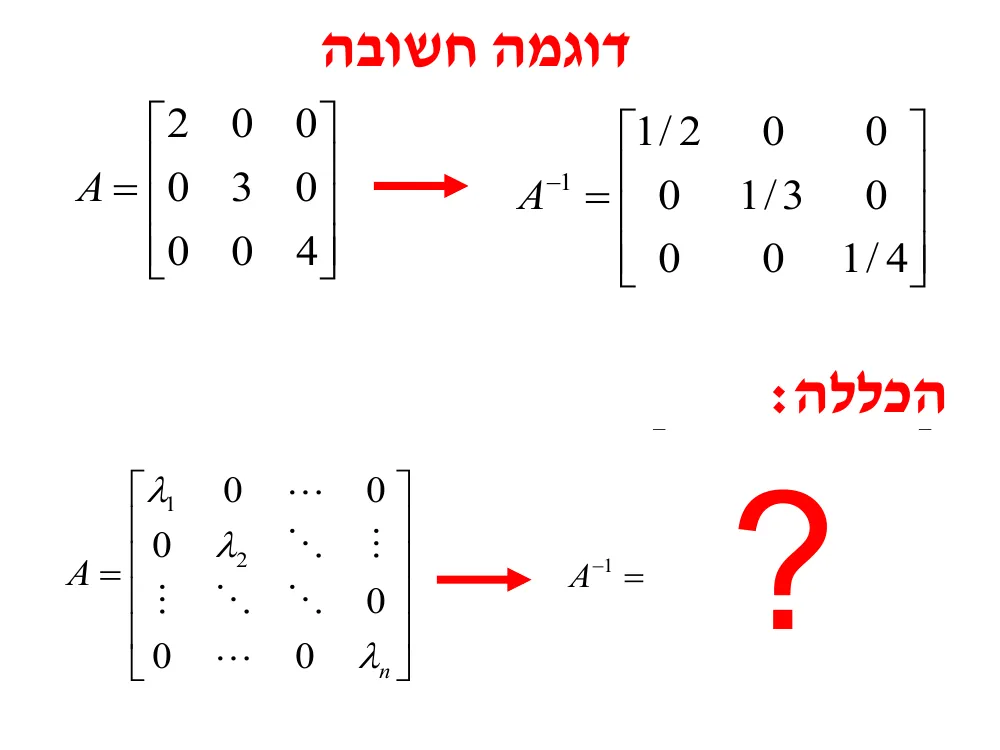 דוגמה חשובה
A = [2 0 0
0 3 0
0 0 4] → A⁻¹ = [1/2 0 0
0 1/3 0
0 0 1/4]
הכללה:
A = [λ₁ 0 ⋯ 0
0 λ₂ ⋱ ⋮
⋮ ⋱ ⋱ 0
0 ⋯ 0 λₙ] → A⁻¹ = ?